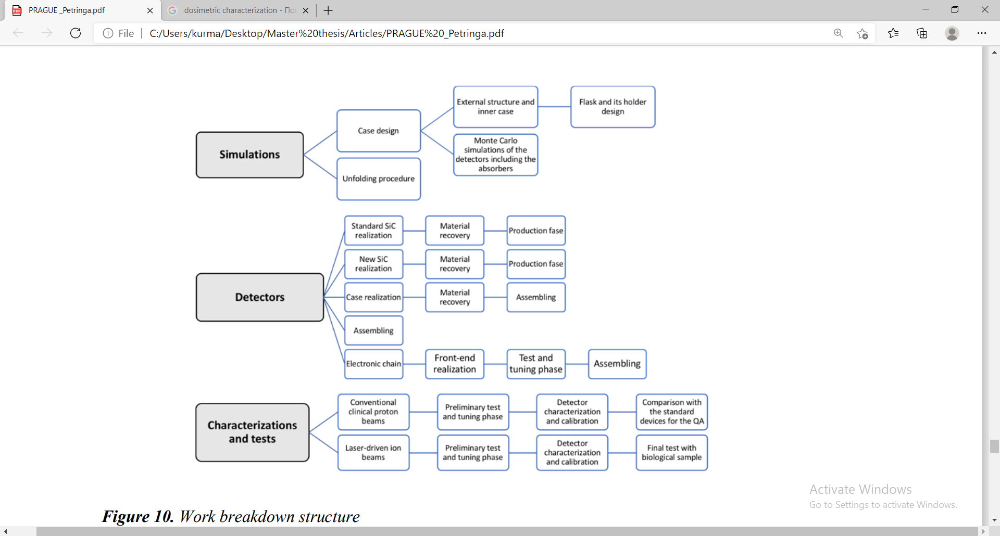 PRAGUE _Petringa.pdf
dosimetric characterization - По
File
C:/Users/kurma/Desktop/Master%20thesis/Articles/PRAGUE%20_Petringa.pdf
Simulations
Case design
Unfolding procedure
External structure and
inner case
Flask and its holder
design
Monte Carlo
simulations of the
detectors including the
absorbers
Detectors
Standard SiC
realization
Material
recovery
Production fase
New SiC
realization
Material
recovery
Production fase
Case realization
Material
recovery
Assembling
Assembling
Electronic chain
Front-end
realization
Test and
tuning phase
Assembling
Characterizations
and tests
Conventional
clinical proton
beams
Preliminary test
and tuning phase
Detector
characterization
and calibration
Comparison with
the standard
devices for the QA
Laser-driven ion
beams
Preliminary test
and tuning phase
Detector
characterization
and calibration
Final test with
biological sample
Activate Windows
Go to Settings to activate Windows.
Figure 10. Work breakdown structure